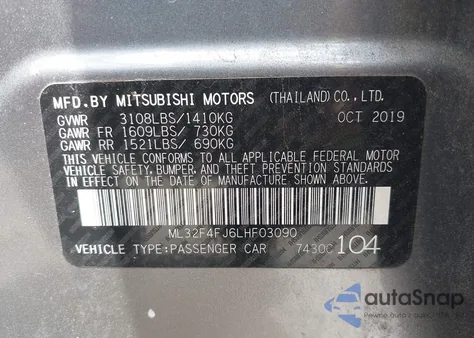 MFD.BY MITSUBISHI MOTORS (THAILAND) CO.,LTD.
GVWR 3108LBS/1410KG OCT 2019
GAWR FR 1609LBS/ 730KG
GAWR RR 1521LBS/ 690KG
THIS VEHICLE CONFORMS TO ALL APPLICABLE FEDERAL MOTOR
VEHICLE SAFETY, BUMPER, AND THEFT PREVENTION STANDARDS
IN EFFECT ON THE DATE OF MANUFACTURE SHOWN ABOVE.
ML32F4FJ6LHF03090
VEHICLE TYPE:PASSENGER CAR 7430C 104
autoSnap